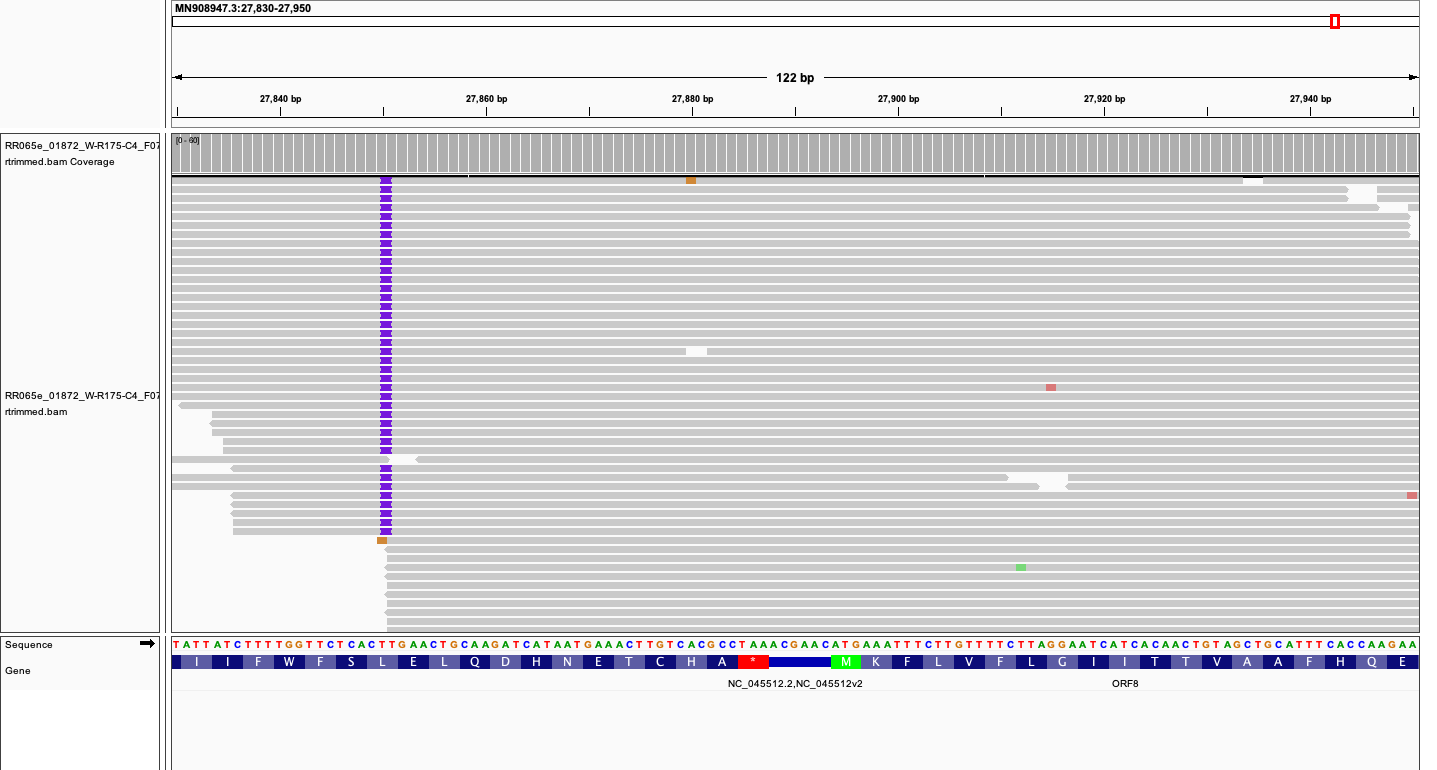 MN908947.3:27,830-27,950
122 bp
27,840 bp 27,860 bp 27,880 bp 27,900 bp 27,920 bp 27,940 bp
RR065e_01872_W-R175-C4_F07
rtrimmed.bam Coverage
[0 - 60]
RR065e_01872_W-R175-C4_F07
rtrimmed.bam
Sequence
TATTATCTTTTGGTTCTCACTTGAACTGCAAGATCATAATGAAACTTGTCACGCCTAAACGAACATGAAATTTCTTGTTTTCTTAGGAATCATCACAACTGTAGCTGCATTTCACCAAGAA
Gene
I I F W F S L E L Q D H N E T C H A * M K F L V F L G I I T T V A A F H Q E
NC_045512.2,NC_045512v2 ORF8